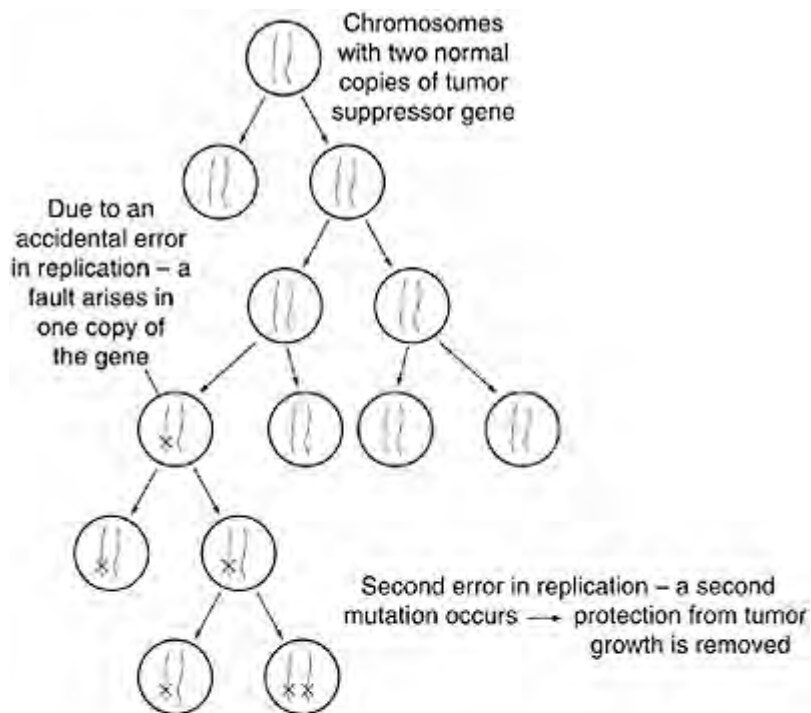 Chromosomes
with two normal
copies of tumor
suppressor gene
Due to an
accidental error
in replication – a
fault arises in
one copy of
the gene
Second error in replication – a second
mutation occurs → protection from tumor
growth is removed